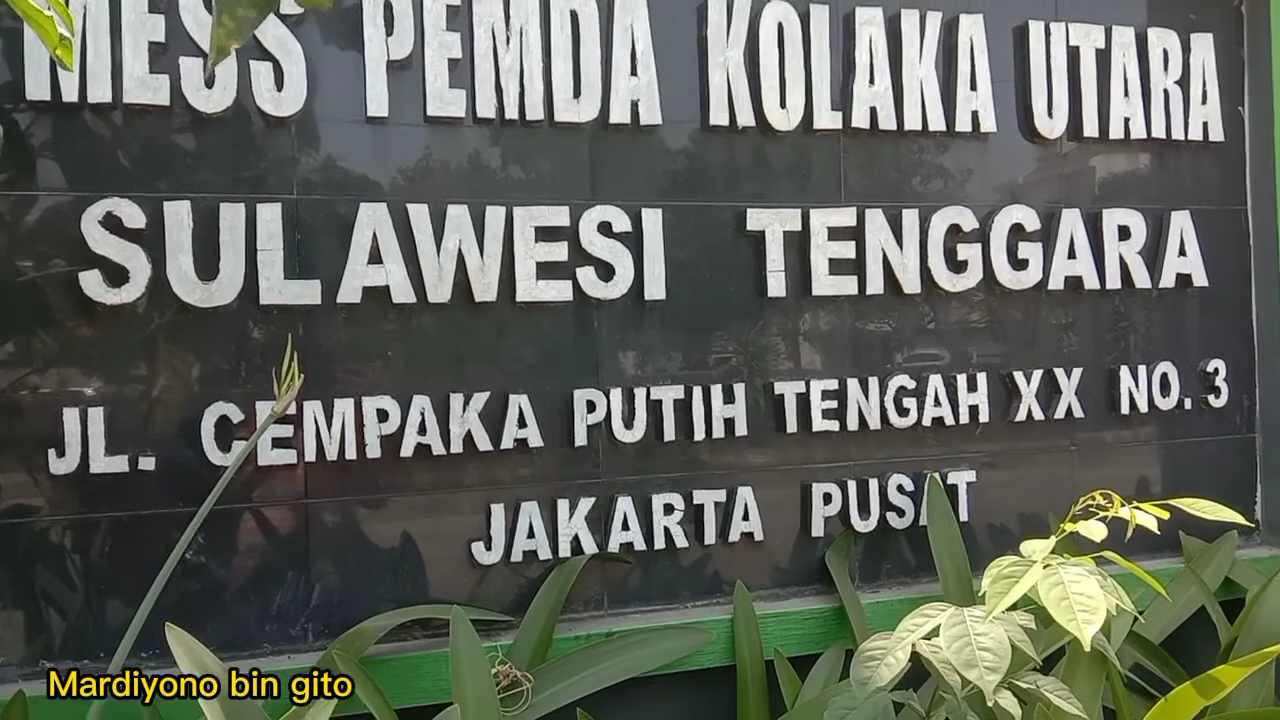 MESS PEMDA KOLAKA UTARA
SULAWESI TENGGARA
JL. CEMPAKA PUTIH TENGAH XX NO. 3
JAKARTA PUSAT
Mardiyono bin gito